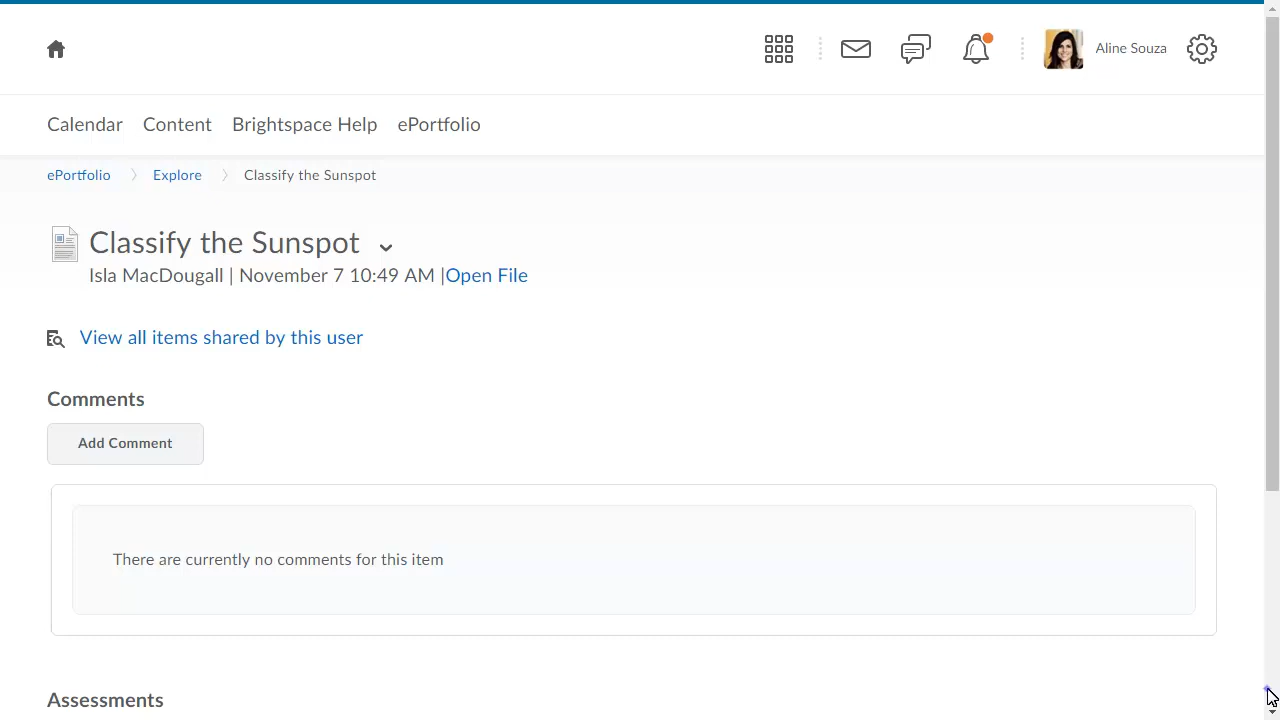 Aline Souza
Calendar Content Brightspace Help ePortfolio
ePortfolio Explore Classify the Sunspot
Classify the Sunspot
Isla MacDougall | November 7 10:49 AM |Open File
View all items shared by this user
Comments
Add Comment
There are currently no comments for this item
Assessments